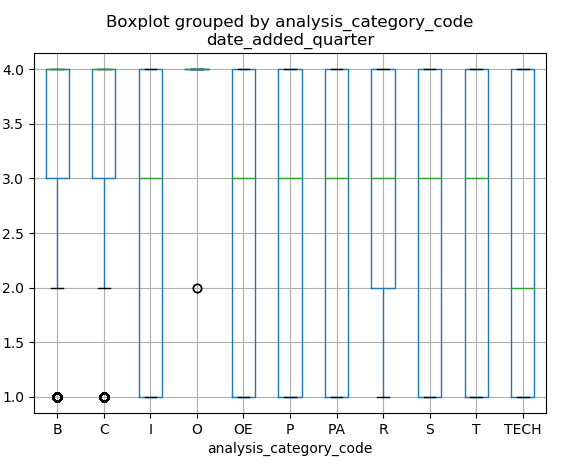 Boxplot grouped by analysis_category_code
date_added_quarter
4.0
3.5
3.0
2.5
2.0
1.5
1.0
B C I O OE P PA R S T TECH
analysis_category_code